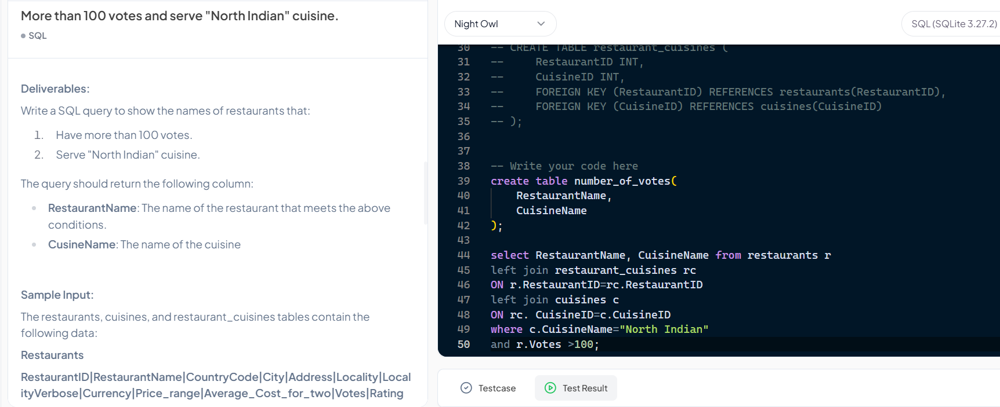 More than 100 votes and serve "North Indian" cuisine.
SQL
Deliverables:
Write a SQL query to show the names of restaurants that:
1. Have more than 100 votes.
2. Serve "North Indian" cuisine.
The query should return the following column:
RestaurantName: The name of the restaurant that meets the above
conditions.
CusineName: The name of the cuisine
Sample Input:
The restaurants, cuisines, and restaurant_cuisines tables contain the
following data:
Restaurants
RestaurantID|RestaurantName|CountryCode|City|Address|Locality|Local
ityVerbose|Currency|Price_range|Average_Cost_for_two|Votes|Rating
Night Owl
SQL (SQLite 3.27.2)
30 -- CREATE TABLE restaurant_cuisines (
31 --     RestaurantID INT,
32 --     CuisineID INT,
33 --     FOREIGN KEY (RestaurantID) REFERENCES restaurants(RestaurantID),
34 --     FOREIGN KEY (CuisineID) REFERENCES cuisines(CuisineID)
35 -- );
36
37
38 -- Write your code here
39 create table number_of_votes(
40     RestaurantName,
41     CuisineName
42 );
43
44 select RestaurantName, CuisineName from restaurants r
45 left join restaurant_cuisines rc
46 ON r.RestaurantID=rc.RestaurantID
47 left join cuisines c
48 ON rc. CuisineID=c.CuisineID
49 where c.CuisineName="North Indian"
50 and r.Votes >100;
Testcase
Test Result